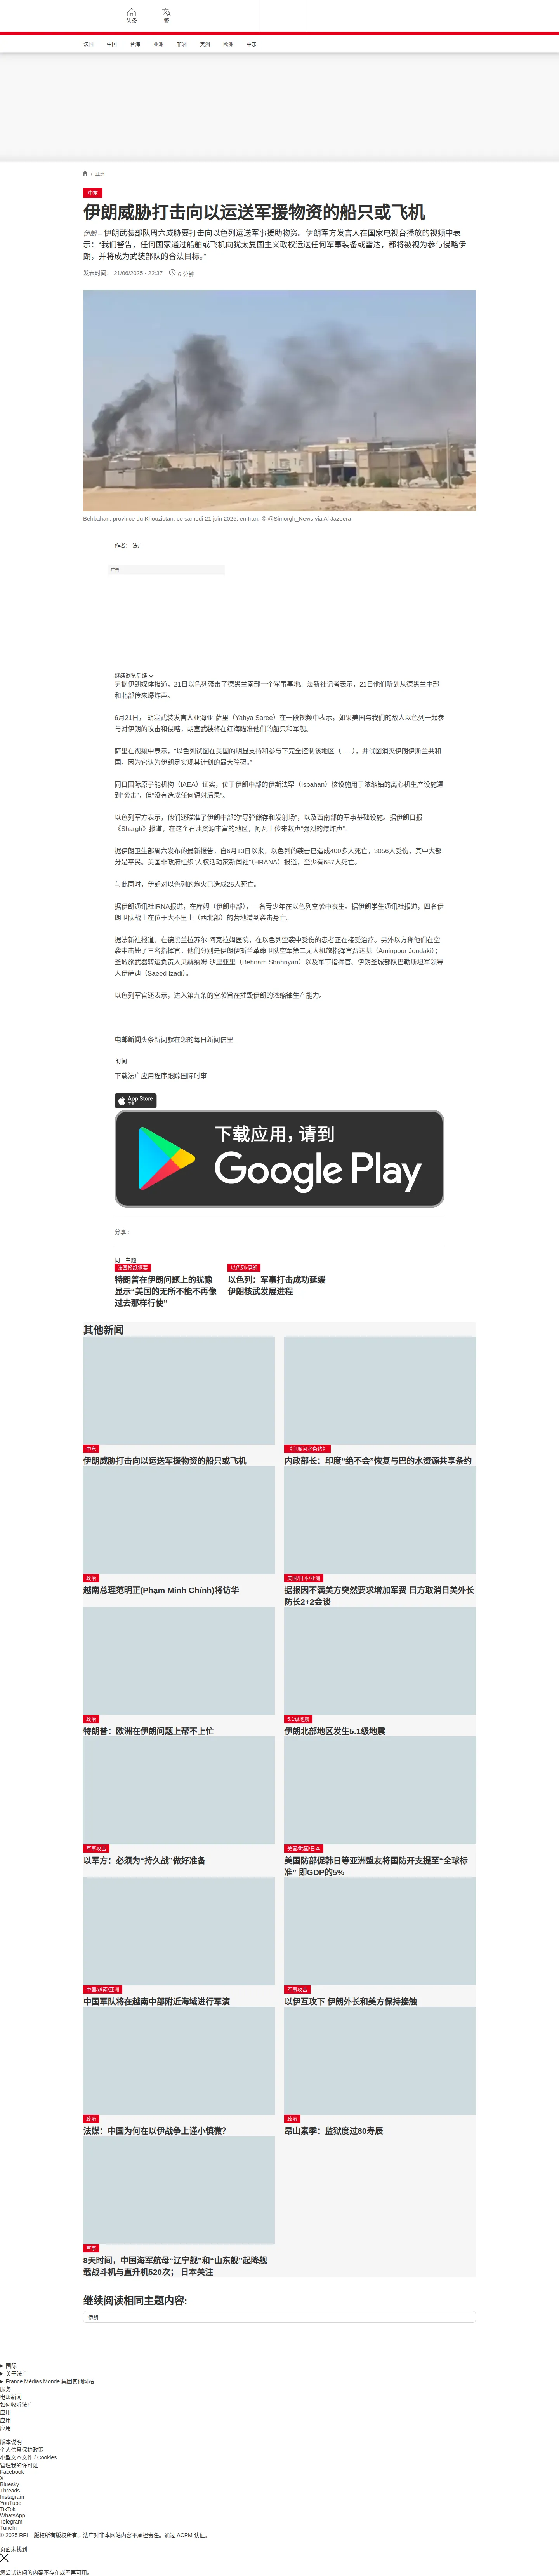 头条
繁
法国
中国
台海
亚洲
非洲
美洲
欧洲
中东
/ 亚洲
中东
伊朗威胁打击向以运送军援物资的船只或飞机
伊朗 – 伊朗武装部队周六威胁要打击向以色列运送军事援助物资。伊朗军方发言人在国家电视台播放的视频中表
示：“我们警告，任何国家通过船舶或飞机向犹太复国主义政权运送任何军事装备或雷达，都将被视为参与侵略伊
朗，并将成为武装部队的合法目标。”
发表时间： 21/06/2025 - 22:37
6 分钟
Behbahan, province du Khouzistan, ce samedi 21 juin 2025, en Iran. © @Simorgh_News via Al Jazeera
作者： 法广
广告
继续浏览后续
另据伊朗媒体报道，21日以色列袭击了德黑兰南部一个军事基地。法新社记者表示，21日他们听到从德黑兰中部
和北部传来爆炸声。
6月21日， 胡塞武装发言人亚海亚·萨里（Yahya Saree）在一段视频中表示，如果美国与我们的敌人以色列一起参
与对伊朗的攻击和侵略，胡塞武装将在红海瞄准他们的船只和军舰。
萨里在视频中表示，“以色列试图在美国的明显支持和参与下完全控制该地区（......），并试图消灭伊朗伊斯兰共和
国，因为它认为伊朗是实现其计划的最大障碍。”
同日国际原子能机构（IAEA）证实，位于伊朗中部的伊斯法罕（Ispahan）核设施用于浓缩铀的离心机生产设施遭
到“袭击”，但“没有造成任何辐射后果”。
以色列军方表示，他们还瞄准了伊朗中部的“导弹储存和发射场”，以及西南部的军事基础设施。据伊朗日报
《Shargh》报道，在这个石油资源丰富的地区，阿瓦士传来数声“强烈的爆炸声”。
据伊朗卫生部周六发布的最新报告，自6月13日以来，以色列的袭击已造成400多人死亡，3056人受伤，其中大部
分是平民。美国非政府组织“人权活动家新闻社”（HRANA）报道，至少有657人死亡。
与此同时，伊朗对以色列的炮火已造成25人死亡。
据伊朗通讯社IRNA报道，在库姆（伊朗中部），一名青少年在以色列空袭中丧生。据伊朗学生通讯社报道，四名伊
朗卫队战士在位于大不里士（西北部）的营地遭到袭击身亡。
据法新社报道，在德黑兰拉苏尔·阿克拉姆医院，在以色列空袭中受伤的患者正在接受治疗。另外以方称他们在空
袭中击毙了三名指挥官。他们分别是伊朗伊斯兰革命卫队空军第二无人机旅指挥官贾达基（Aminpour Joudaki）；
圣城旅武器转运负责人贝赫纳姆·沙里亚里（Behnam Shahriyari）以及军事指挥官、伊朗圣城部队巴勒斯坦军领导
人伊萨迪（Saeed Izadi）。
以色列军官还表示，进入第九条的空袭旨在摧毁伊朗的浓缩铀生产能力。
电邮新闻头条新闻就在您的每日新闻信里
订阅
下载法广应用程序跟踪国际时事
App Store
下载
下载应用，请到
Google Play
分享 :
同一主题
法国报纸摘要
特朗普在伊朗问题上的犹豫
显示“美国的无所不能不再像
过去那样行使”
以色列/伊朗
以色列：军事打击成功延缓
伊朗核武发展进程
其他新闻
中东
伊朗威胁打击向以运送军援物资的船只或飞机
《印度河水条约》
内政部长：印度“绝不会”恢复与巴的水资源共享条约
政治
越南总理范明正(Phạm Minh Chính)将访华
美国/日本/亚洲
据报因不满美方突然要求增加军费 日方取消日美外长
防长2+2会谈
政治
特朗普：欧洲在伊朗问题上帮不上忙
5.1级地震
伊朗北部地区发生5.1级地震
军事攻击
以军方：必须为“持久战”做好准备
美国/韩国/日本
美国防部促韩日等亚洲盟友将国防开支提至“全球标
准” 即GDP的5%
中国/越南/亚洲
中国军队将在越南中部附近海域进行军演
军事攻击
以伊互攻下 伊朗外长和美方保持接触
政治
法媒：中国为何在以伊战争上谨小慎微？
政治
昂山素季：监狱度过80寿辰
军事
8天时间，中国海军航母“辽宁舰”和“山东舰”起降舰
载战斗机与直升机520次； 日本关注
继续阅读相同主题内容:
伊朗
国际
关于法广
France Médias Monde 集团其他网站
服务
电邮新闻
如何收听法广
应用
应用
应用
版本说明
个人信息保护政策
小型文本文件 / Cookies
管理我的许可证
Facebook
X
Bluesky
Threads
Instagram
YouTube
TikTok
WhatsApp
Telegram
TuneIn
© 2025 RFI – 版权所有版权所有。法广对非本网站内容不承担责任。通过 ACPM 认证。
页面未找到
您尝试访问的内容不存在或不再可用。